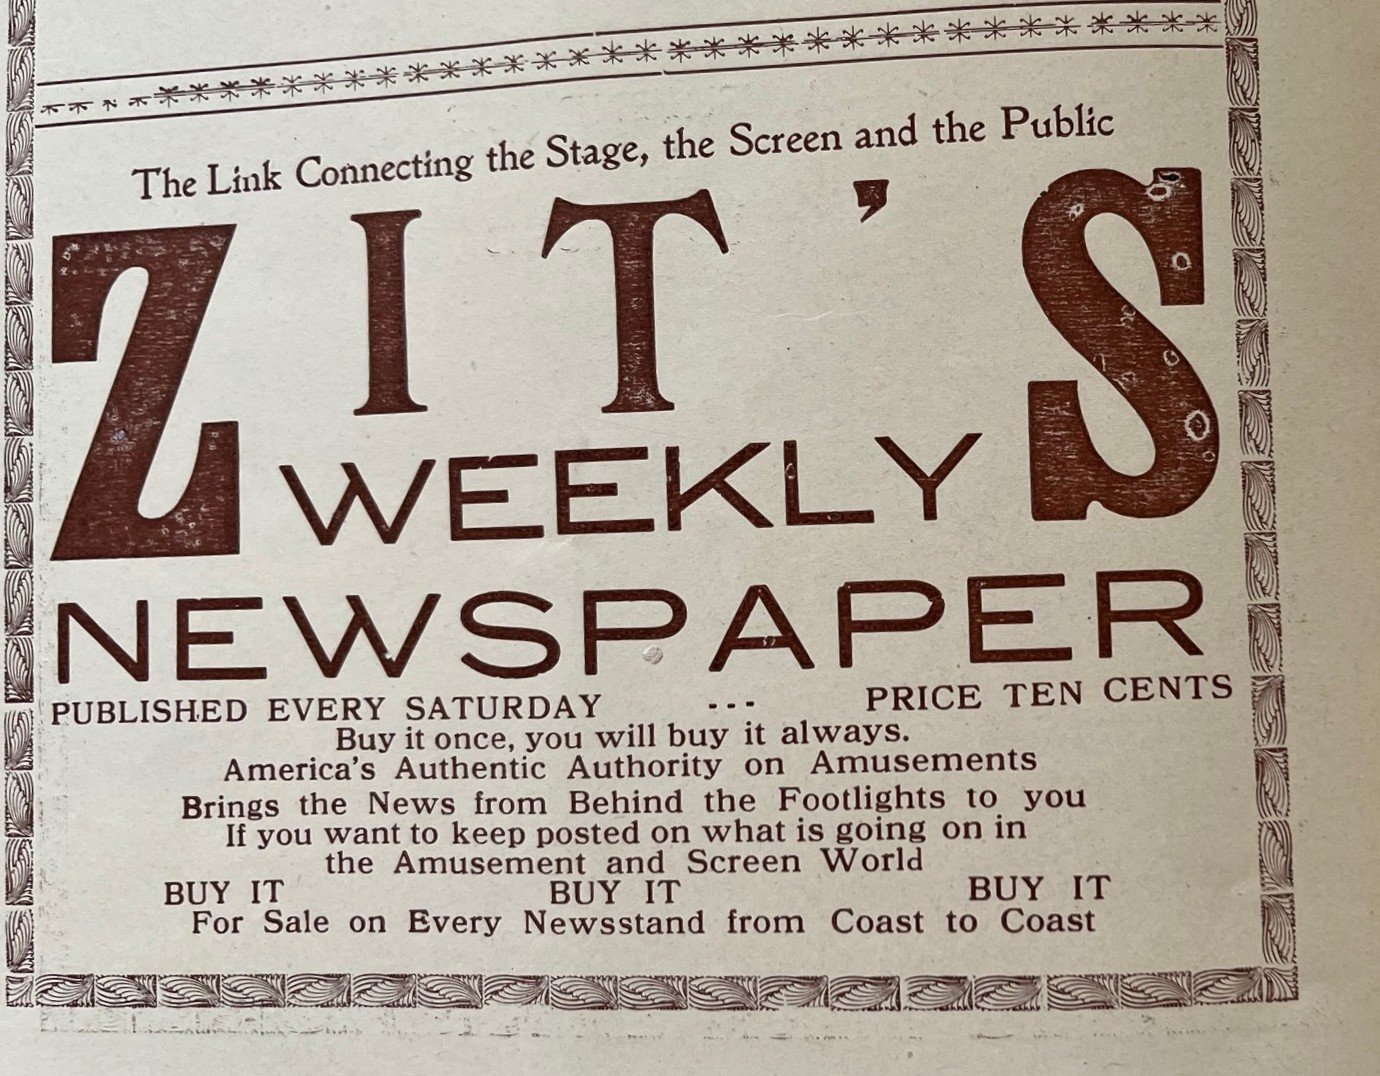 The Link Connecting the Stage, the Screen and the Public
ZIT'S
WEEKLY
NEWSPAPER
PUBLISHED EVERY SATURDAY --- PRICE TEN CENTS
Buy it once, you will buy it always.
America's Authentic Authority on Amusements
Brings the News from Behind the Footlights to you
If you want to keep posted on what is going on in
the Amusement and Screen World
BUY IT BUY IT BUY IT
For Sale on Every Newsstand from Coast to Coast